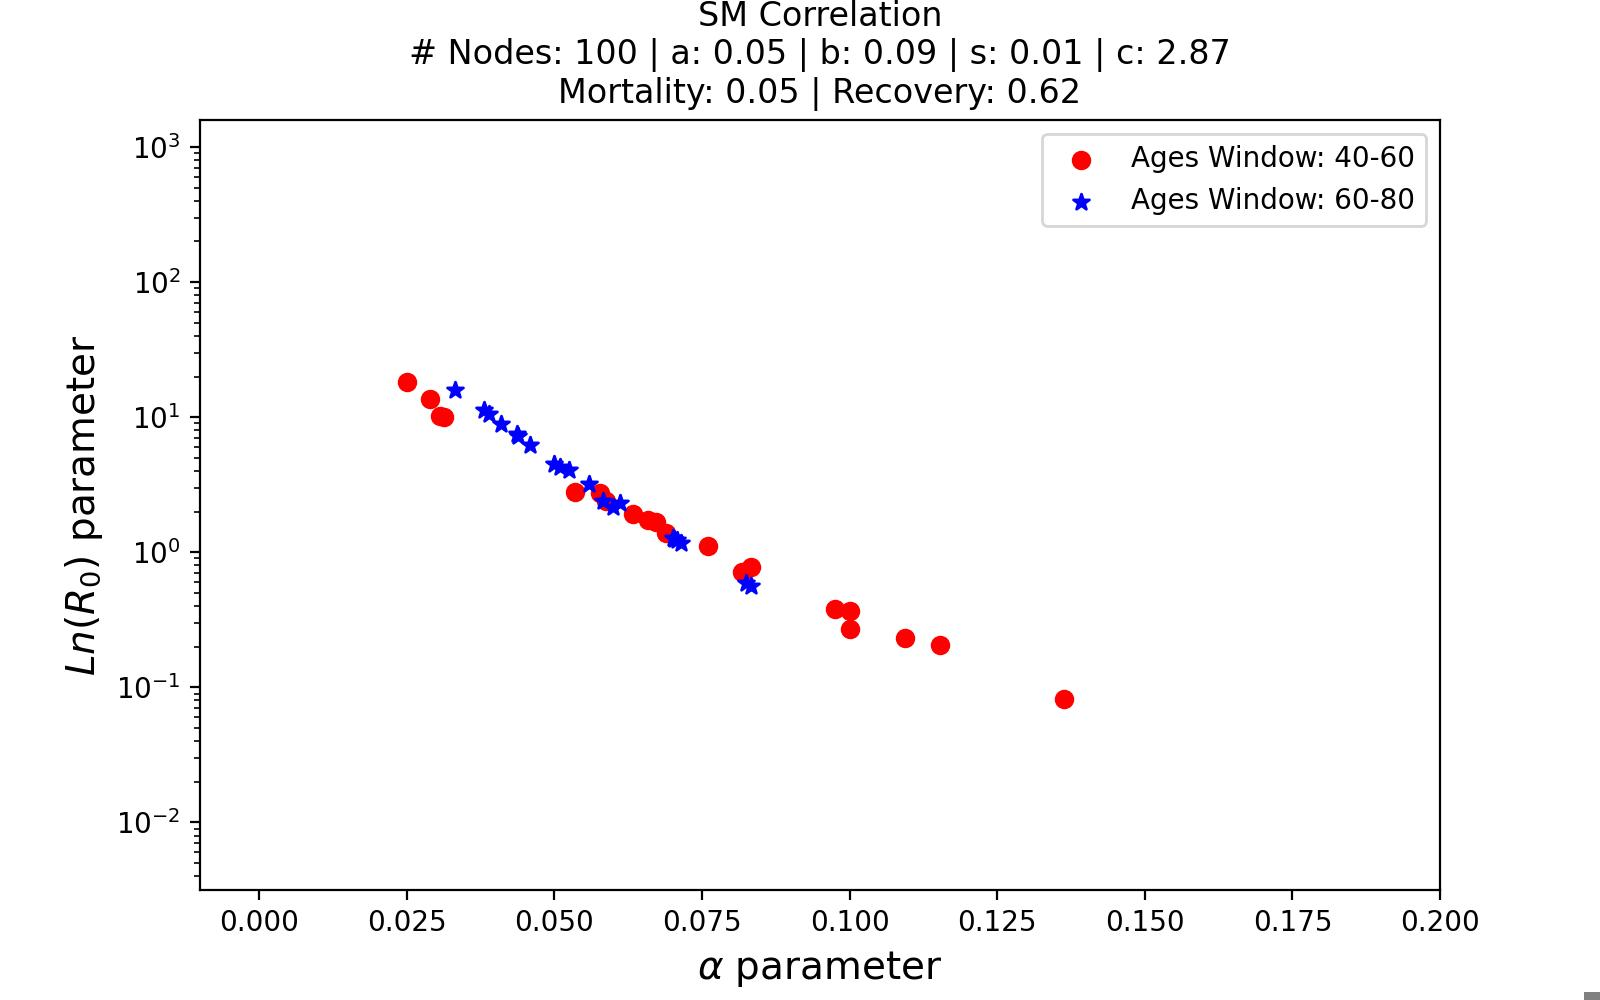 SM Correlation
# Nodes: 100 | a: 0.05 | b: 0.09 | s: 0.01 | c: 2.87
Mortality: 0.05 | Recovery: 0.62
Ages Window: 40-60
Ages Window: 60-80
10³
10²
10¹
10⁰
10⁻¹
10⁻²
Ln(R₀) parameter
0.000 0.025 0.050 0.075 0.100 0.125 0.150 0.175 0.200
α parameter